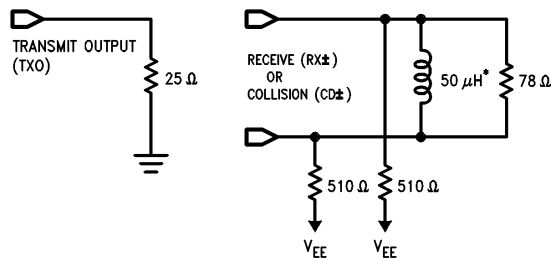 TRANSMIT OUTPUT
(TXO)
25 Ω
RECEIVE (RX±)
OR
COLLISION (CD±)
50 μH*
78 Ω
510 Ω
510 Ω
VEE
VEE